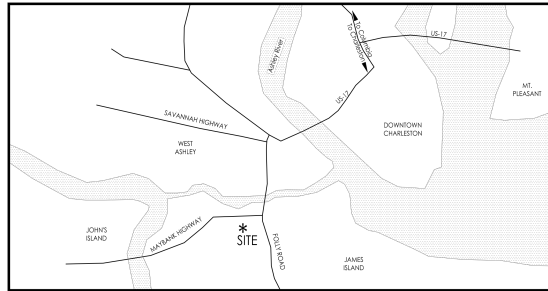 To Columbia
To Charleston
US-17
Ashley River
MT.
PLEASANT
US-17
SAVANNAH HIGHWAY
DOWNTOWN
CHARLESTON
WEST
ASHLEY
JOHN'S
ISLAND
MAYBANK HIGHWAY
*
SITE
FOLLY ROAD
JAMES
ISLAND